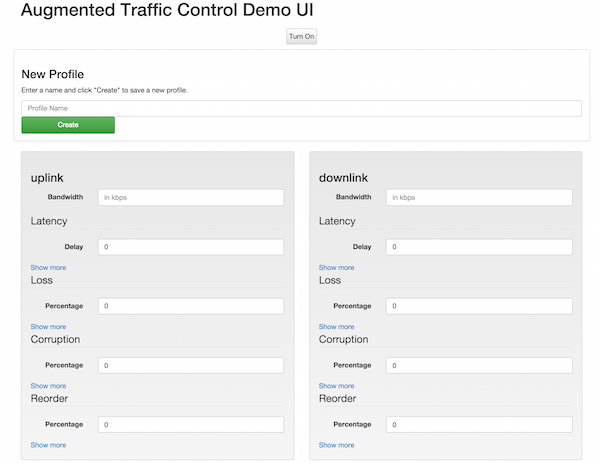 Augmented Traffic Control Demo UI
Turn On
New Profile
Enter a name and click "Create" to save a new profile.
Profile Name
Create
uplink
Bandwidth in kbps
Latency
Delay 0
Show more
Loss
Percentage 0
Show more
Corruption
Percentage 0
Show more
Reorder
Percentage 0
Show more
downlink
Bandwidth in kbps
Latency
Delay 0
Show more
Loss
Percentage 0
Show more
Corruption
Percentage 0
Show more
Reorder
Percentage 0
Show more